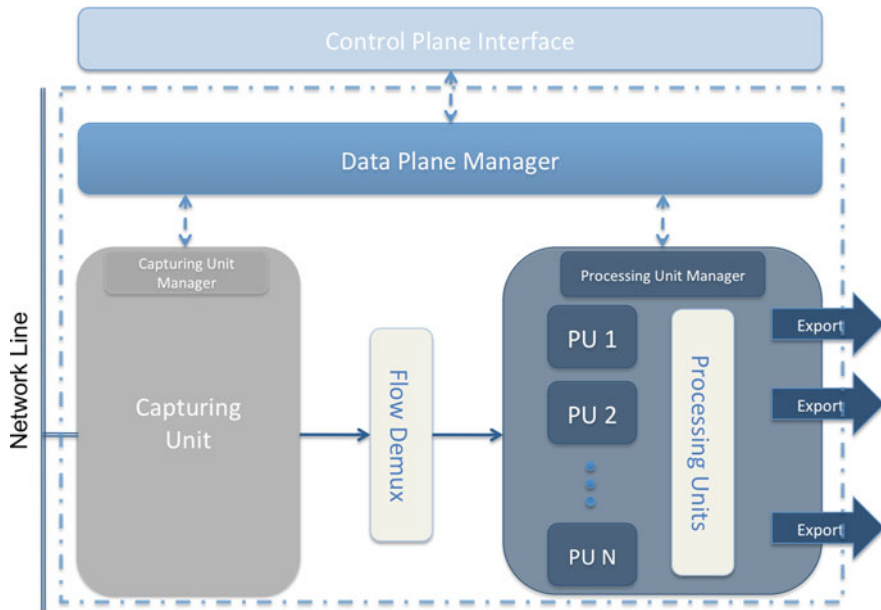 Control Plane Interface
Data Plane Manager
Network Line
Capturing Unit
Manager
Capturing
Unit
Flow Demux
Processing Unit Manager
PU 1
PU 2
PU N
Processing Units
Export
Export
Export